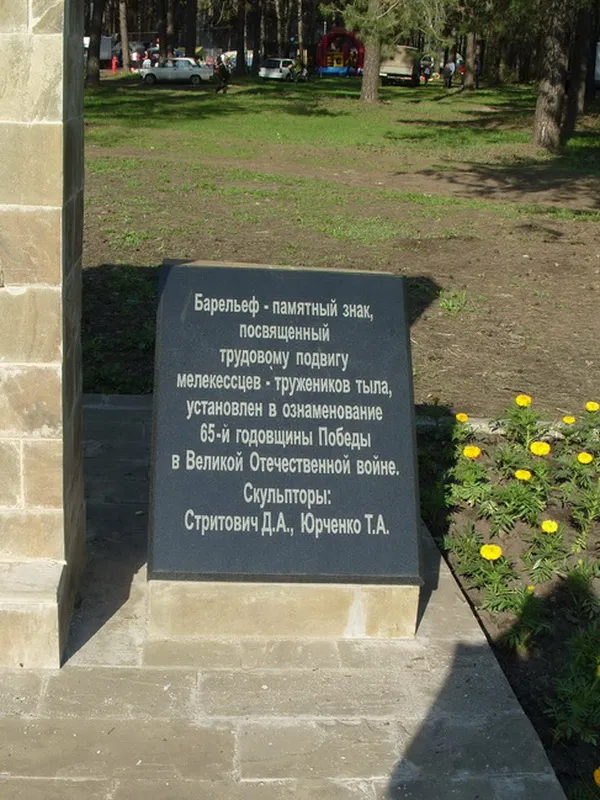 Барельеф - памятный знак,
посвященный
трудовому подвигу
мелекессцев - тружеников тыла,
установлен в ознаменование
65-й годовщины Победы
в Великой Отечественной войне.
Скульпторы:
Стритович Д.А., Юрченко Т.А.